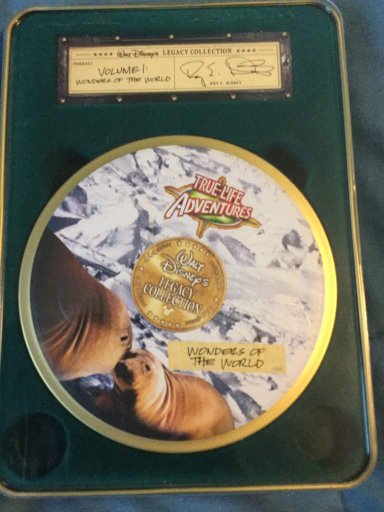 ★★★★ WALT DISNEY'S LEGACY COLLECTION ★★★★
PRODUCT
VOLUME 1:
WONDERS OF THE WORLD
ROY E. DISNEY
TRUE-LIFE
ADVENTURES
WALT
DISNEY'S
LEGACY
COLLECTION
WONDERS OF
THE WORLD